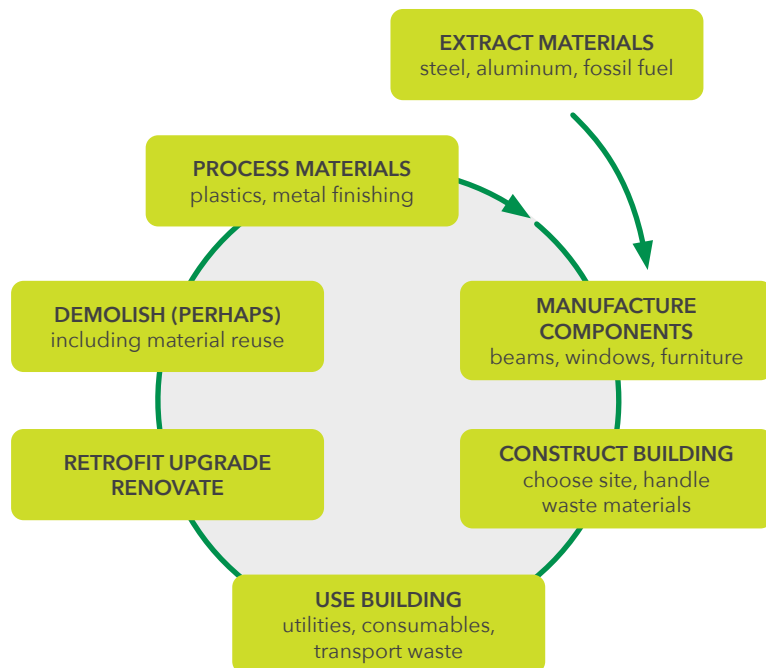 EXTRACT MATERIALS
steel, aluminum, fossil fuel
PROCESS MATERIALS
plastics, metal finishing
DEMOLISH (PERHAPS)
including material reuse
MANUFACTURE
COMPONENTS
beams, windows, furniture
RETROFIT UPGRADE
RENOVATE
CONSTRUCT BUILDING
choose site, handle
waste materials
USE BUILDING
utilities, consumables,
transport waste